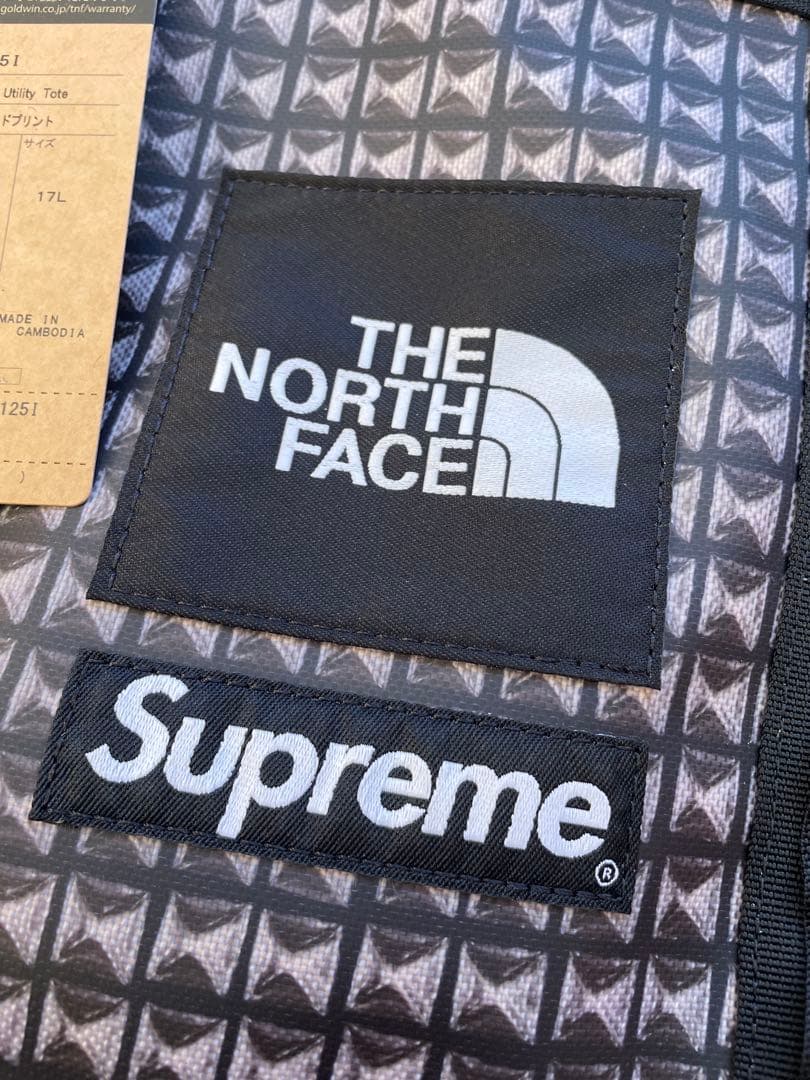 goldwin.co.jp/tnf/warranty/
5I
Utility Tote
ドプリント
サイズ
17L
MADE IN
CAMBODIA
125I
)
THE
NORTH
FACE
Supreme
®